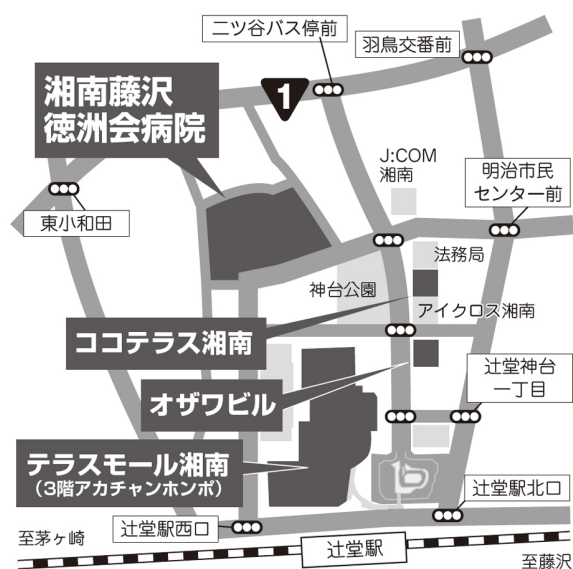 二ツ谷バス停前
羽鳥交番前
1
湘南藤沢
徳洲会病院
J:COM
湘南
明治市民
センター前
東小和田
法務局
神台公園
アイクロス湘南
ココテラス湘南
オザワビル
辻堂神台
一丁目
テラスモール湘南
（3階アカチャンホンポ）
辻堂駅北口
辻堂駅西口
至茅ヶ崎
辻堂駅
至藤沢